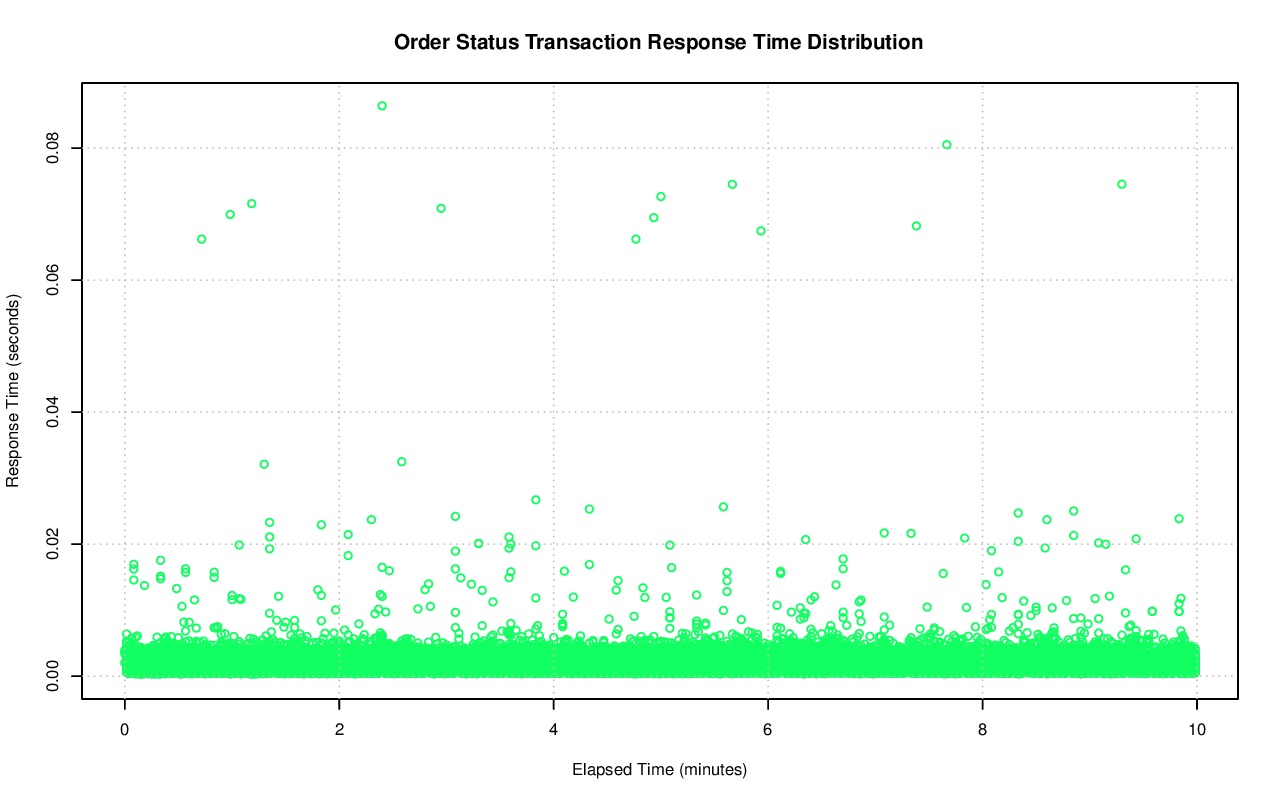 Order Status Transaction Response Time Distribution
Response Time (seconds)
0.08
0.06
0.04
0.02
0.00
0 2 4 6 8 10
Elapsed Time (minutes)